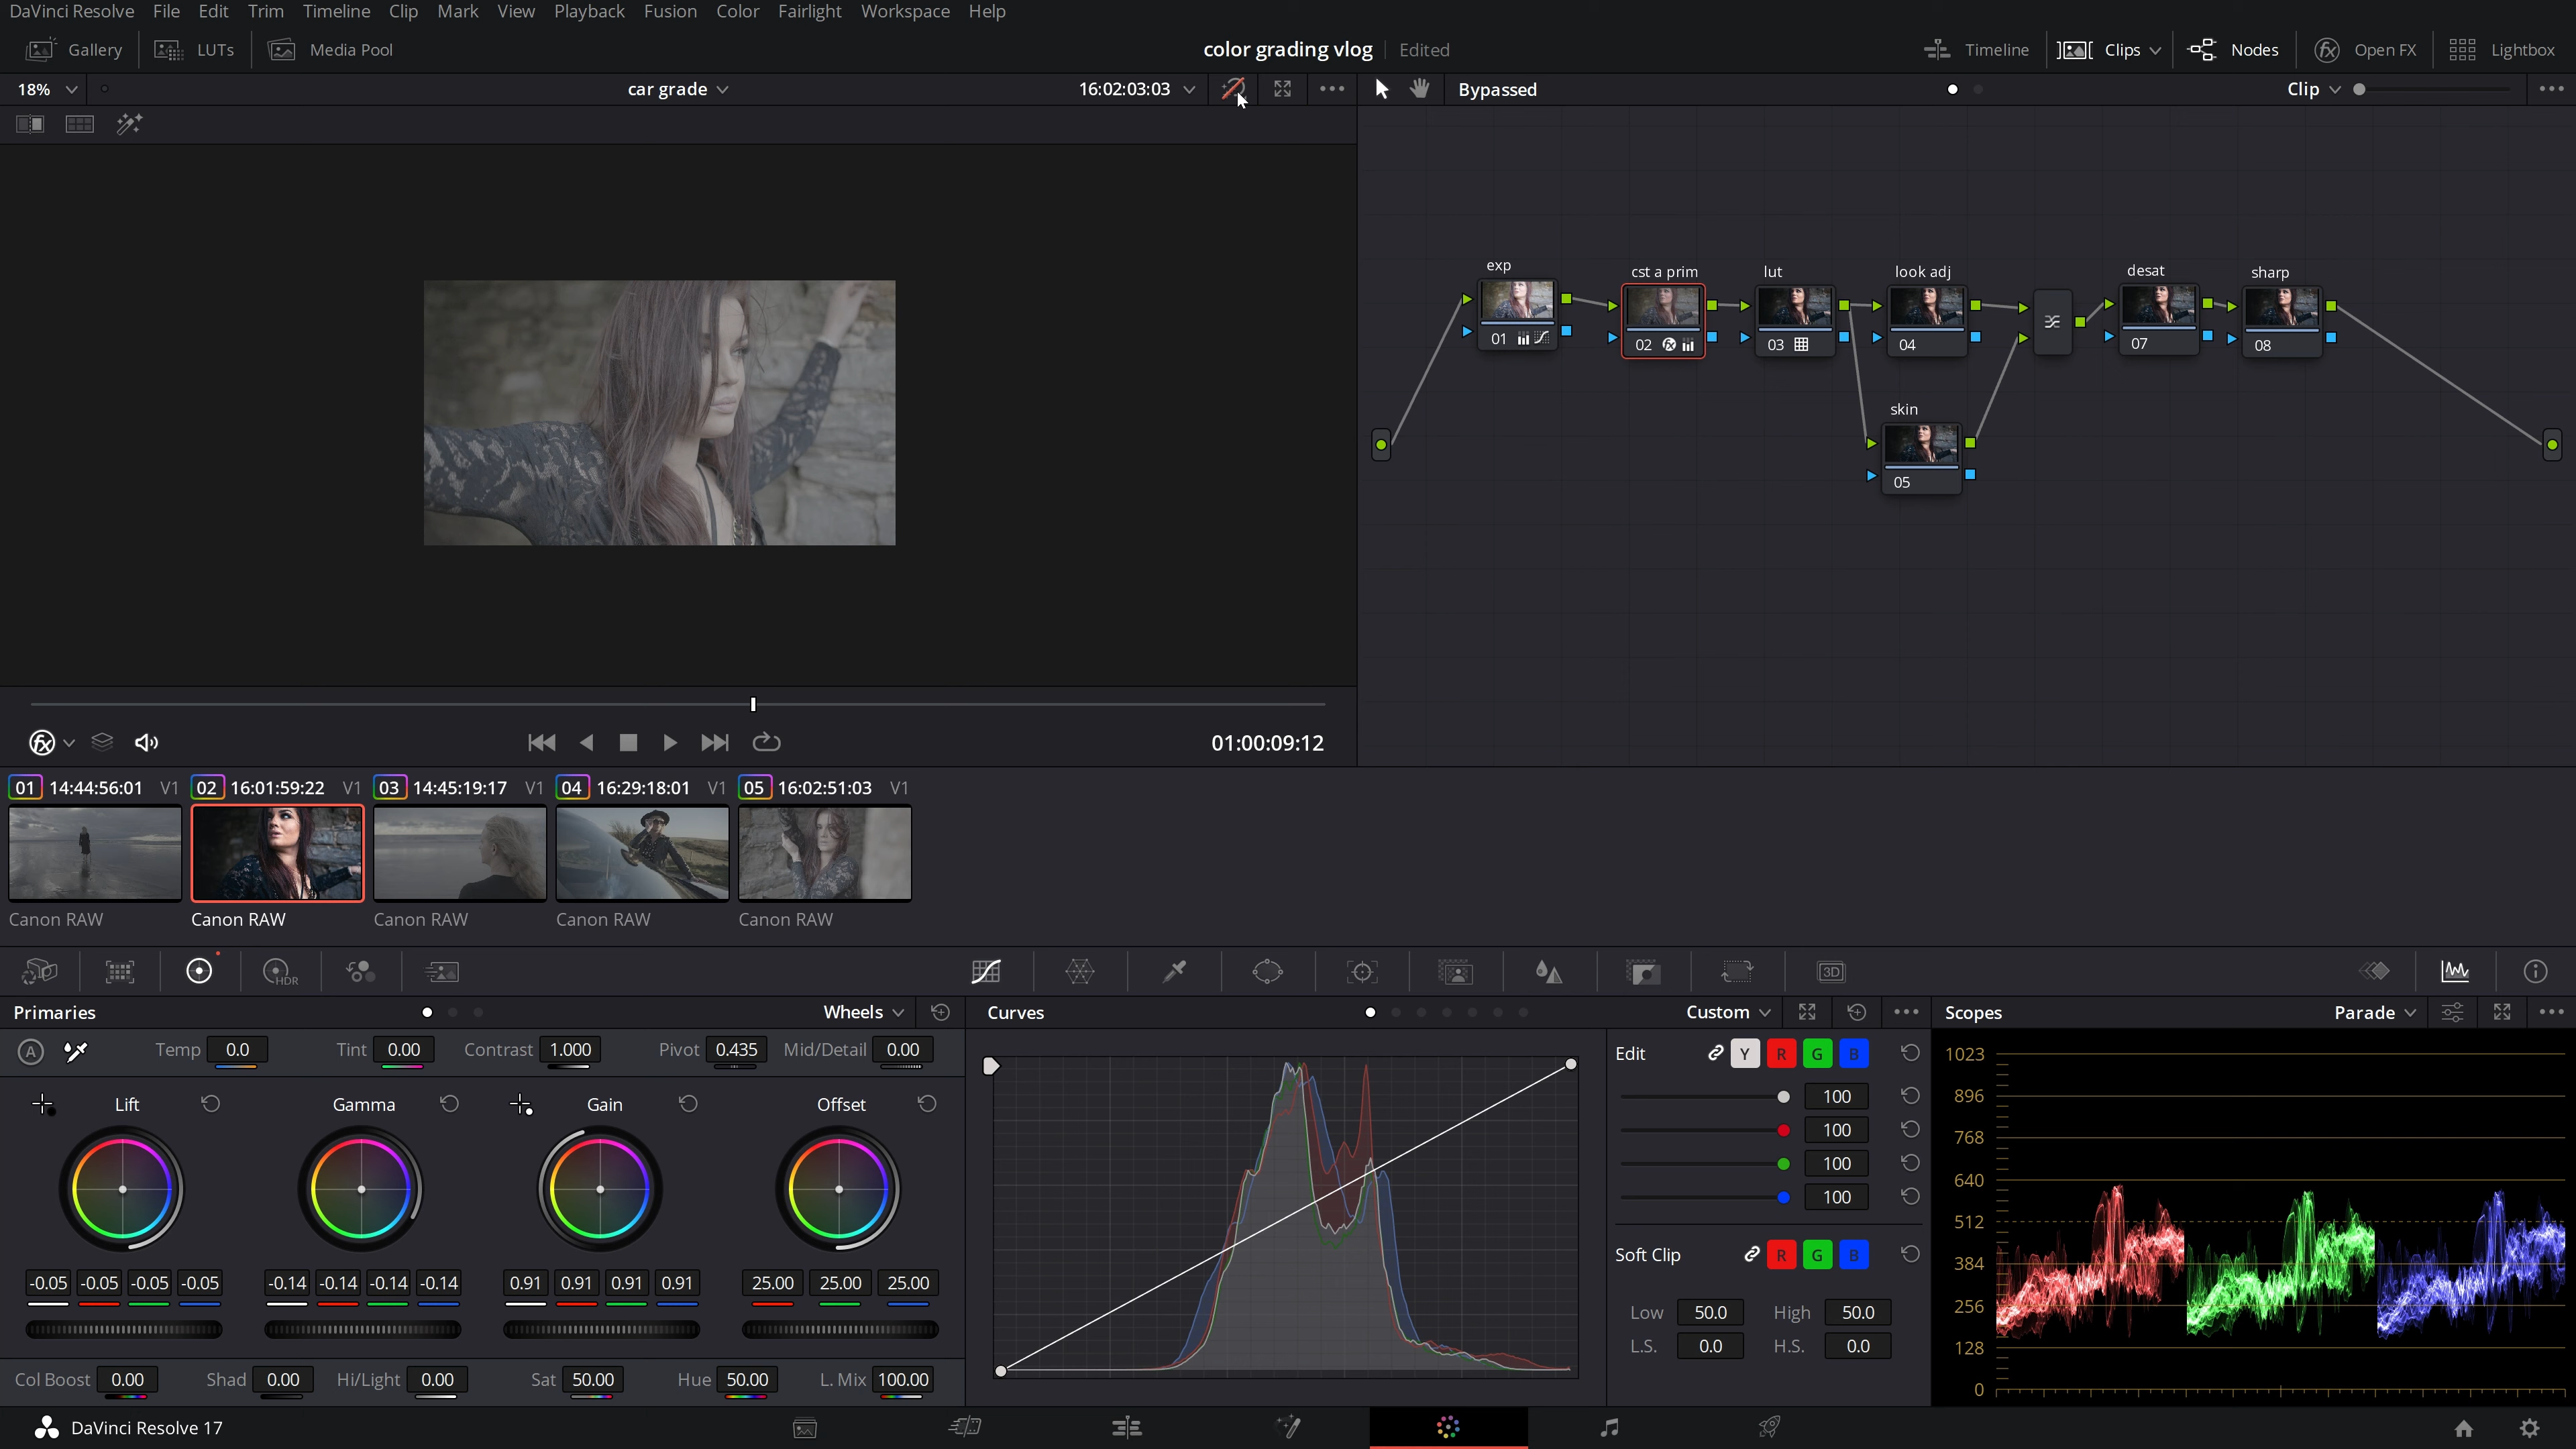 DaVinci Resolve File Edit Trim Timeline Clip Mark View Playback Fusion Color Fairlight Workspace Help
Gallery LUTs Media Pool color grading vlog Edited Timeline Clips Nodes Open FX Lightbox
18% car grade 16:02:03:03 Bypassed Clip
exp
cst a prim
lut
look adj
desat
sharp
01
02
03
04
07
08
skin
05
01:00:09:12
01 14:44:56:01 V1 02 16:01:59:22 V1 03 14:45:19:17 V1 04 16:29:18:01 V1 05 16:02:51:03 V1
Canon RAW Canon RAW Canon RAW Canon RAW Canon RAW
HDR 3D
Primaries Wheels Curves Custom Scopes Parade
A Temp 0.0 Tint 0.00 Contrast 1.000 Pivot 0.435 Mid/Detail 0.00
Lift Gamma Gain Offset
-0.05 -0.05 -0.05 -0.05 -0.14 -0.14 -0.14 -0.14 0.91 0.91 0.91 0.91 25.00 25.00 25.00
Col Boost 0.00 Shad 0.00 Hi/Light 0.00 Sat 50.00 Hue 50.00 L. Mix 100.00
Edit Y R G B
100
100
100
100
Soft Clip R G B
Low 50.0 High 50.0
L.S. 0.0 H.S. 0.0
1023
896
768
640
512
384
256
128
0
DaVinci Resolve 17